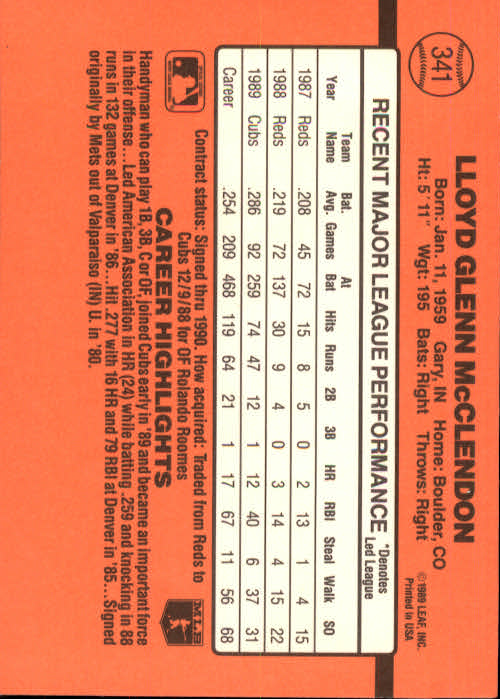 341
LLOYD GLENN McCLENDON
Born: Jan. 11, 1959 Gary, IN Home: Boulder, CO
Ht: 5' 11" Wgt: 195 Bats: Right Throws: Right
© 1989 LEAF, INC.
Printed in USA
RECENT MAJOR LEAGUE PERFORMANCE
*Denotes
Led League
Year Team Name Bat. Avg. Games At Bat Hits Runs 2B 3B HR RBI Steal Walk SO
1987 Reds .208 45 72 15 8 5 0 2 13 1 4 15
1988 Reds .219 72 137 30 9 4 0 3 14 4 15 22
1989 Cubs .286 92 259 74 47 12 1 12 40 6 37 31
Career .254 209 468 119 64 21 1 17 67 11 56 68
Contract status: Signed thru 1990. How acquired: Traded from Reds to
Cubs 12/9/88 for OF Rolando Roomes
MLB
CAREER HIGHLIGHTS
Handyman who can play 1B, 3B, C or OF, joined Cubs early in '89 and became an important force
in their offense...Led American Association in HR (24) while batting .259 and knocking in 88
runs in 132 games at Denver in '86...Hit .277 with 16 HR and 79 RBI at Denver in '85...Signed
originally by Mets out of Valparaiso (IN) U. in '80.